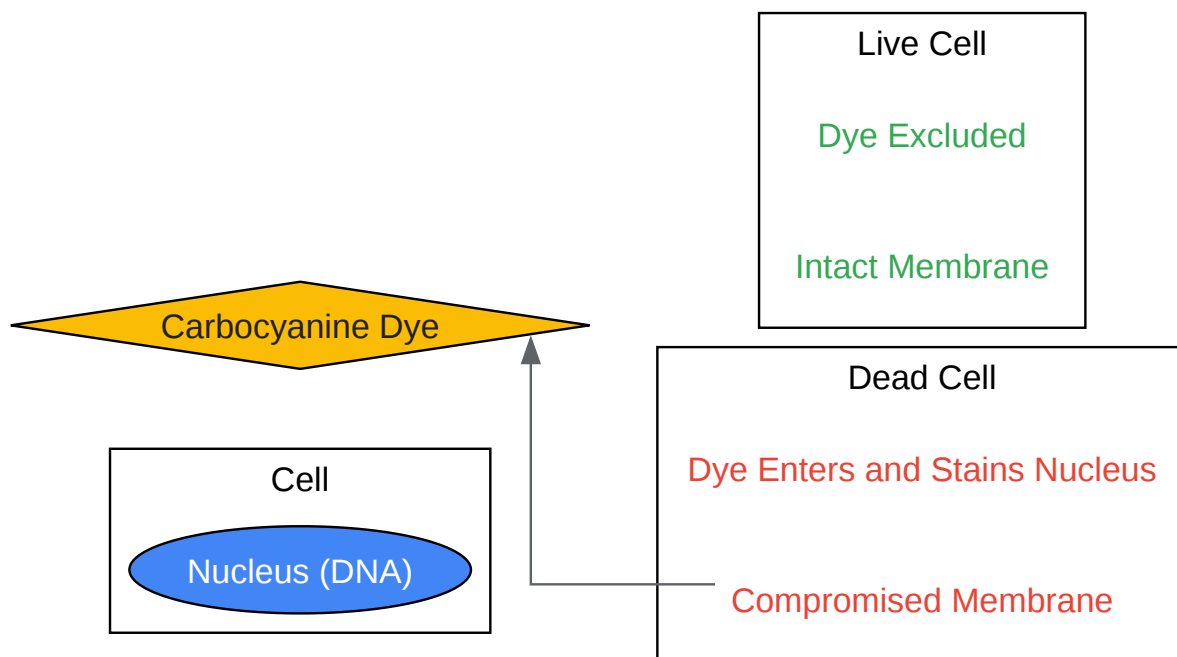 Live Cell
Dye Excluded
Intact Membrane
Carbocyanine Dye
Dead Cell
Dye Enters and Stains Nucleus
Compromised Membrane
Cell
Nucleus (DNA)